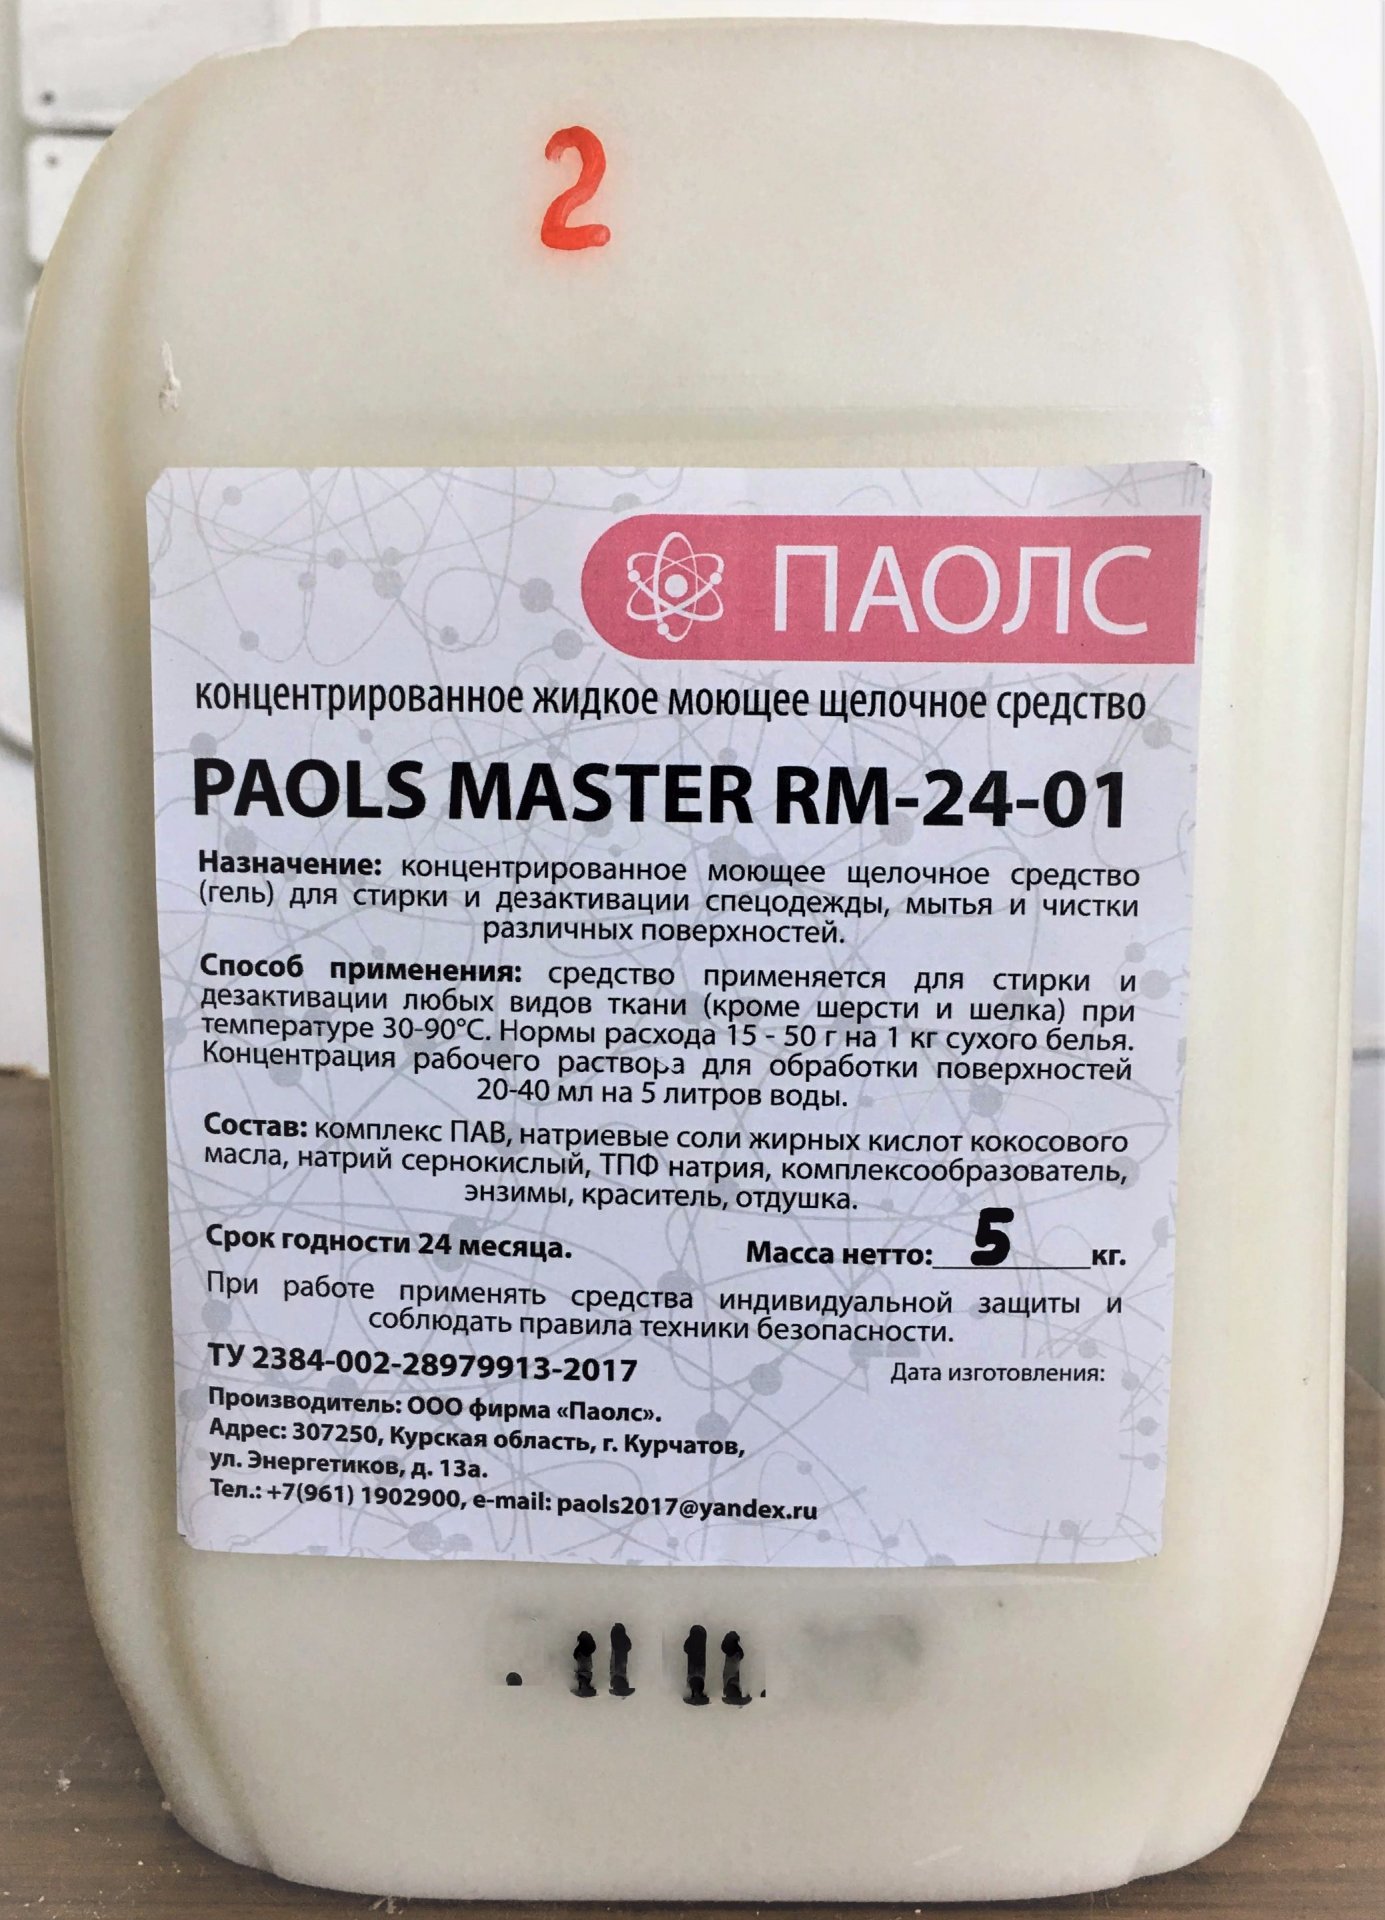 2
ПАОЛС
концентрированное жидкое моющее щелочное средство
PAOLS MASTER RM-24-01
Назначение: концентрированное моющее щелочное средство
(гель) для стирки и дезактивации спецодежды, мытья и чистки
различных поверхностей.
Способ применения: средство применяется для стирки и
дезактивации любых видов ткани (кроме шерсти и шелка) при
температуре 30-90°С. Нормы расхода 15 - 50 г на 1 кг сухого белья.
Концентрация рабочего раствора для обработки поверхностей
20-40 мл на 5 литров воды.
Состав: комплекс ПАВ, натриевые соли жирных кислот кокосового
масла, натрий сернокислый, ТПФ натрия, комплексообразователь,
энзимы, краситель, отдушка.
Срок годности 24 месяца. Масса нетто: 5 кг.
При работе применять средства индивидуальной защиты и
соблюдать правила техники безопасности.
ТУ 2384-002-28979913-2017 Дата изготовления:
Производитель: ООО фирма «Паолс».
Адрес: 307250, Курская область, г. Курчатов,
ул. Энергетиков, д. 13а.
Тел.: +7(961) 1902900, e-mail: paols2017@yandex.ru